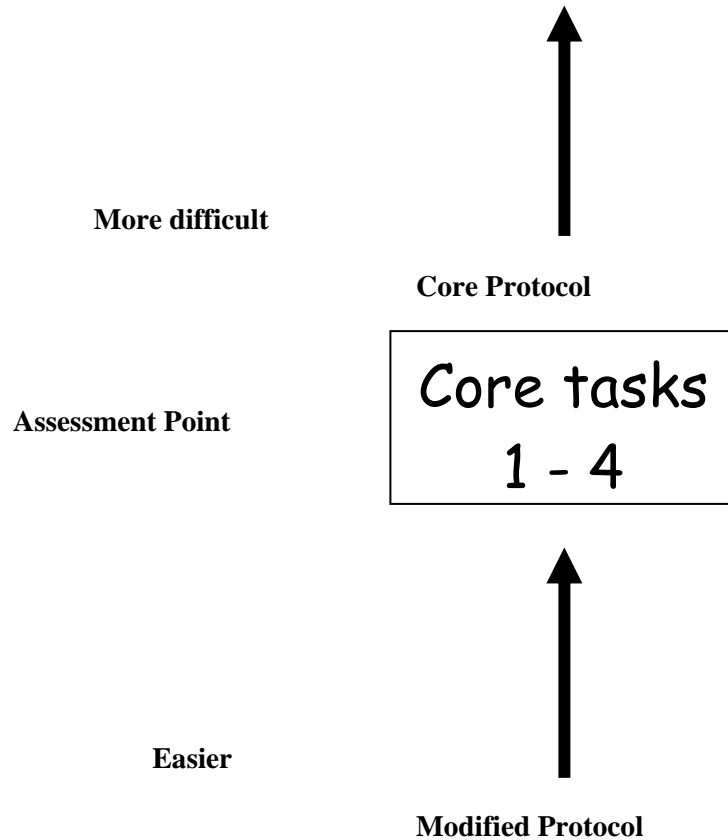 More difficult
Core Protocol
Core tasks
1 - 4
Assessment Point
Easier
Modified Protocol